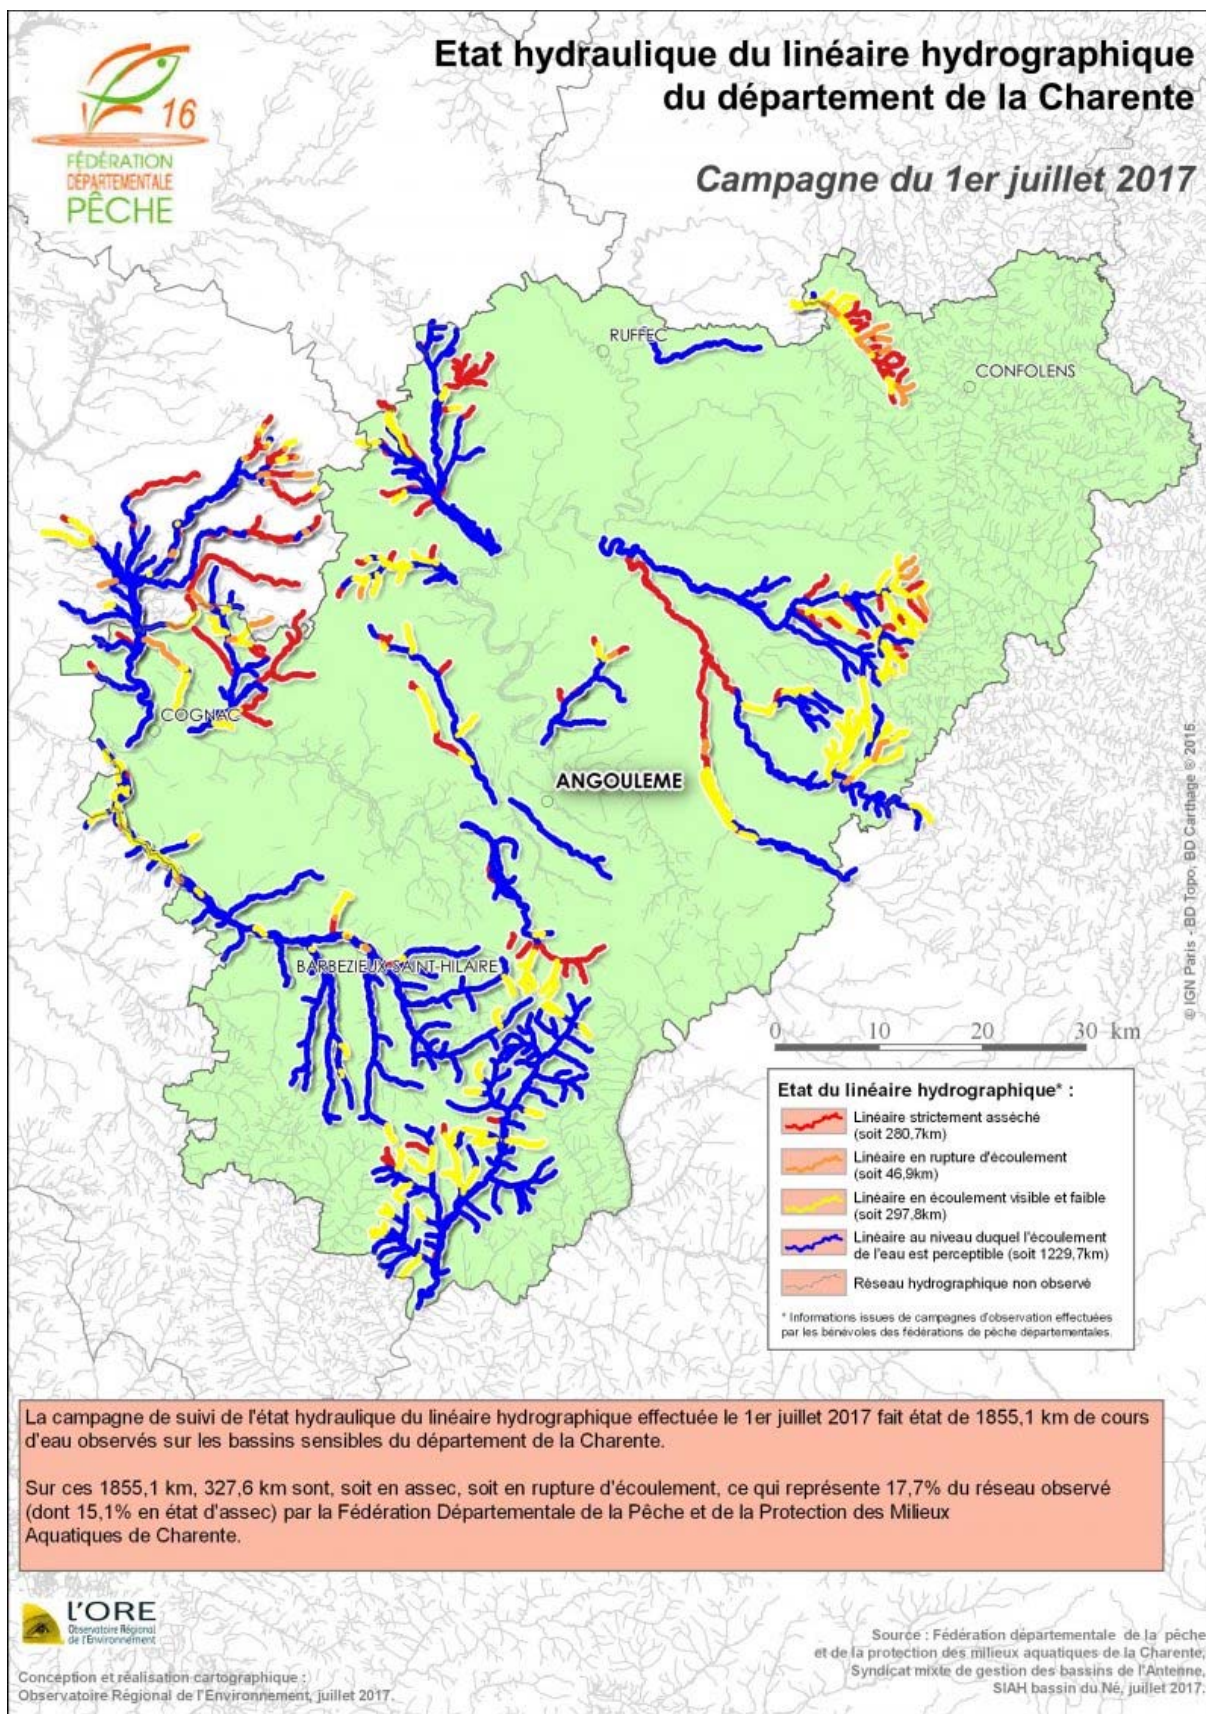 Etat hydraulique du linéaire hydrographique
du département de la Charente
Campagne du 1er juillet 2017
16
FÉDÉRATION
DÉPARTEMENTALE
PÊCHE
RUFFEC
CONFOLENS
COGNAC
ANGOULEME
BARBEZIEUX-SAINT-HILAIRE
© IGN Paris - BD Topo, BD Carthage © 2015
0 10 20 30 km
Etat du linéaire hydrographique* :
Linéaire strictement asséché
(soit 280,7km)
Linéaire en rupture d'écoulement
(soit 46,9km)
Linéaire en écoulement visible et faible
(soit 297,8km)
Linéaire au niveau duquel l'écoulement
de l'eau est perceptible (soit 1229,7km)
Réseau hydrographique non observé
* Informations issues de campagnes d'observation effectuées
par les bénévoles des fédérations de pêche départementales.
La campagne de suivi de l'état hydraulique du linéaire hydrographique effectuée le 1er juillet 2017 fait état de 1855,1 km de cours
d'eau observés sur les bassins sensibles du département de la Charente.
Sur ces 1855,1 km, 327,6 km sont, soit en assec, soit en rupture d'écoulement, ce qui représente 17,7% du réseau observé
(dont 15,1% en état d'assec) par la Fédération Départementale de la Pêche et de la Protection des Milieux
Aquatiques de Charente.
L'ORE
Observatoire Régional
de l'Environnement
Conception et réalisation cartographique :
Observatoire Régional de l'Environnement, juillet 2017.
Source : Fédération départementale de la pêche
et de la protection des milieux aquatiques de la Charente,
Syndicat mixte de gestion des bassins de l'Antenne,
SIAH bassin du Né, juillet 2017.